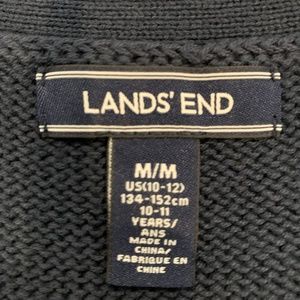 LANDS' END
M/M
US(10-12)
134-152cm
10-11
YEARS/
ANS
MADE IN
CHINA/
FABRIQUE EN
CHINE